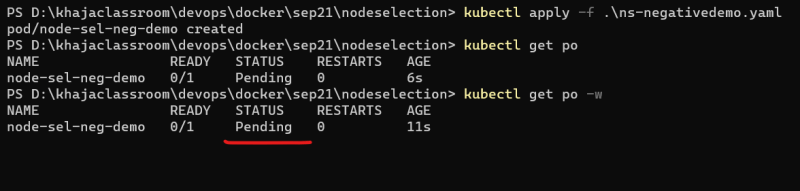 PS D:\khajaclassroom\devops\docker\sep21\nodeselection> kubectl apply -f .\ns-negativedemo.yaml
pod/node-sel-neg-demo created
PS D:\khajaclassroom\devops\docker\sep21\nodeselection> kubectl get po
NAME READY STATUS RESTARTS AGE
node-sel-neg-demo 0/1 Pending 0 6s
PS D:\khajaclassroom\devops\docker\sep21\nodeselection> kubectl get po -w
NAME READY STATUS RESTARTS AGE
node-sel-neg-demo 0/1 Pending 0 11s